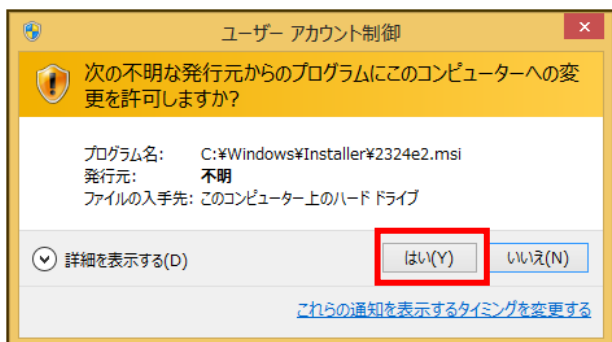 ユーザー アカウント制御
次の不明な発行元からのプログラムにこのコンピューターへの変
更を許可しますか?
プログラム名: C:¥Windows¥Installer¥2324e2.msi
発行元: 不明
ファイルの入手先: このコンピューター上のハード ドライブ
詳細を表示する(D) はい(Y) いいえ(N)
これらの通知を表示するタイミングを変更する